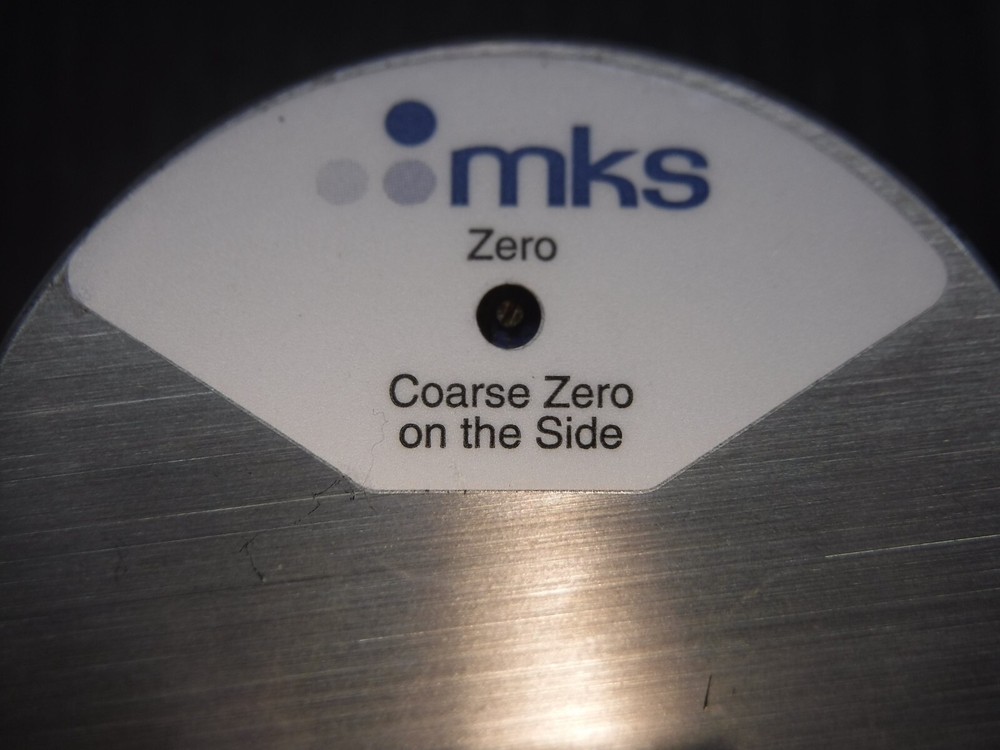 mks
Zero
Coarse Zero
on the Side